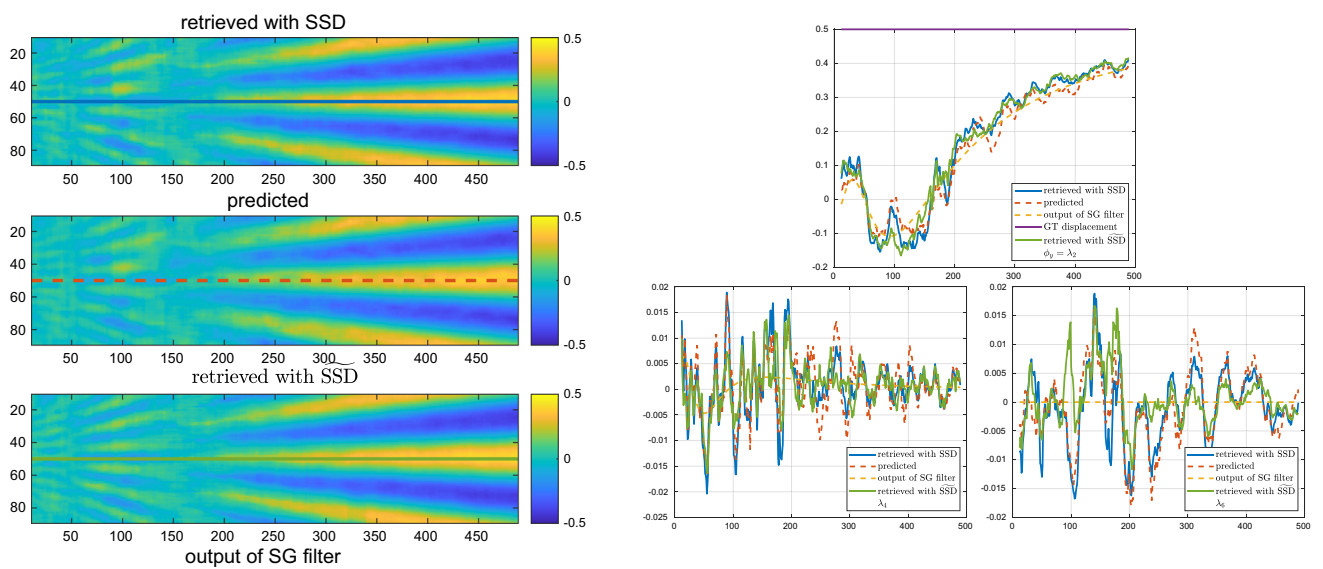 retrieved with SSD
20
40
60
80
50 100 150 200 250 300 350 400 450
0.5
0
-0.5
predicted
20
40
60
80
50 100 150 200 250 300 350 400 450
0.5
0
-0.5
retrieved with S͠S͠D
20
40
60
80
50 100 150 200 250 300 350 400 450
0.5
0
-0.5
output of SG filter
0.5
0.4
0.3
0.2
0.1
0
-0.1
-0.2
0 100 200 300 400 500
retrieved with SSD
predicted
output of SG filter
GT displacement
retrieved with S͠S͠D
ϕy = λ2
0.02
0.015
0.01
0.005
0
-0.005
-0.01
-0.015
-0.02
-0.025
0 100 200 300 400 500
retrieved with SSD
predicted
output of SG filter
retrieved with S͠S͠D
λ4
0.02
0.015
0.01
0.005
0
-0.005
-0.01
-0.015
-0.02
0 100 200 300 400 500
retrieved with SSD
predicted
output of SG filter
retrieved with S͠S͠D
λ6